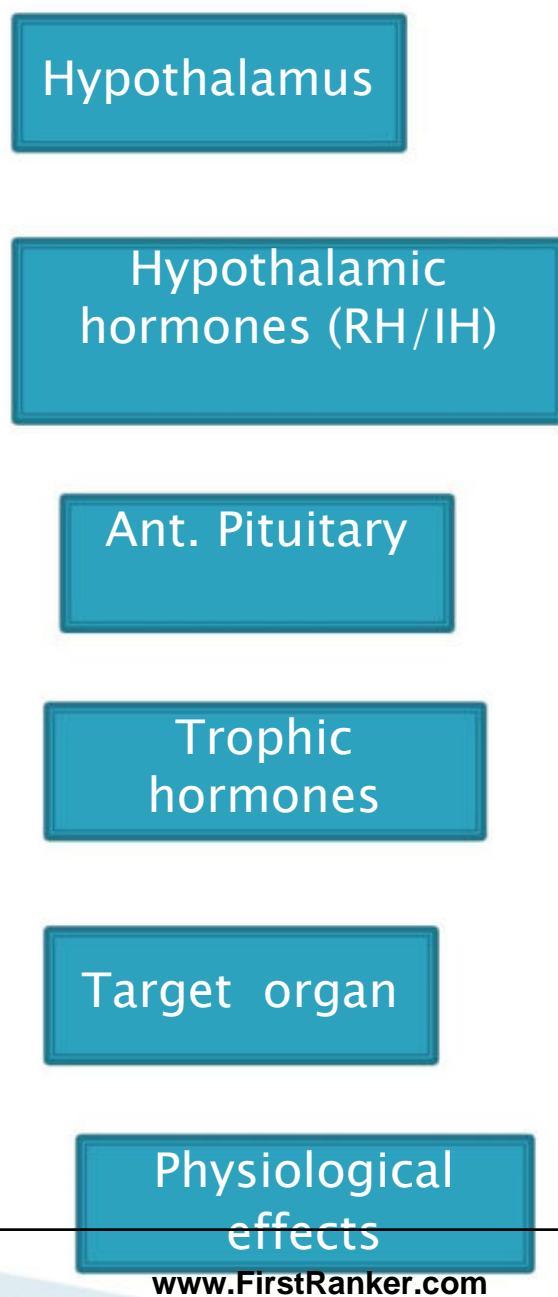 Hypothalamus
Hypothalamic
hormones (RH/IH)
Ant. Pituitary
Trophic
hormones
Target organ
Physiological
effects
www.FirstRanker.com